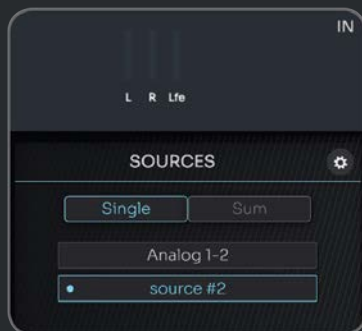 IN
L R Lfe
SOURCES
Single Sum
Analog 1-2
source #2